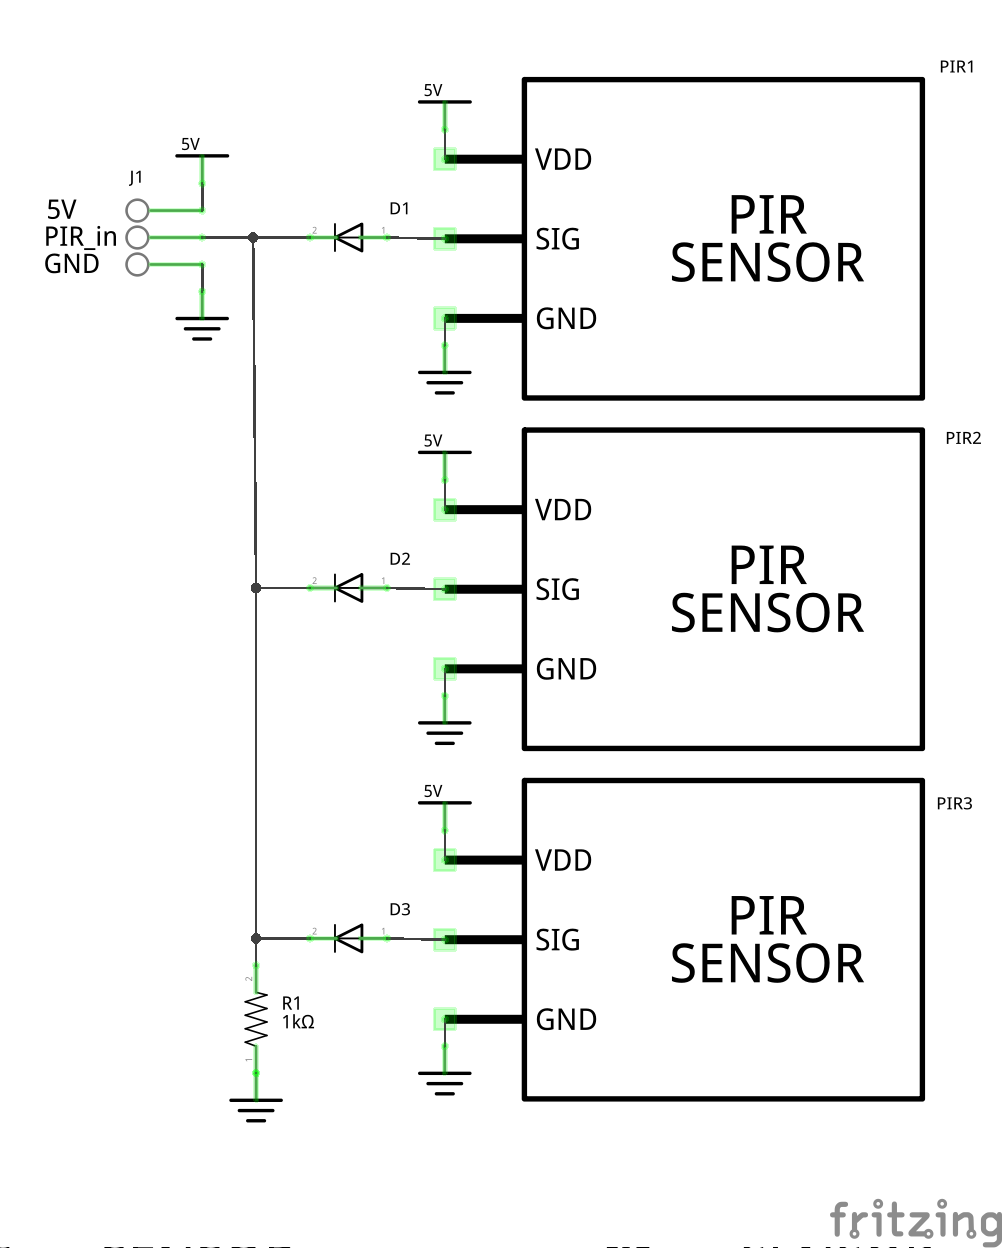 PIR1
5V
VDD
SIG
GND
PIR
SENSOR
5V
J1
5V
PIR_in
GND
D1
2
1
PIR2
5V
VDD
SIG
GND
PIR
SENSOR
D2
2
1
PIR3
5V
VDD
SIG
GND
PIR
SENSOR
D3
2
1
2
R1
1kΩ
1
fritzing